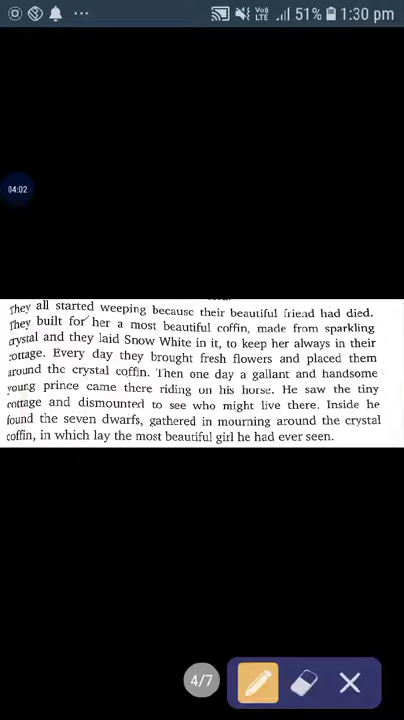 VoB LTE 51% 1:30 pm
04:02
They all started weeping because their beautiful friend had died.
They built for her a most beautiful coffin, made from sparkling
crystal and they laid Snow White in it, to keep her always in their
cottage. Every day they brought fresh flowers and placed them
around the crystal coffin. Then one day a gallant and handsome
young prince came there riding on his horse. He saw the tiny
cottage and dismounted to see who might live there. Inside he
found the seven dwarfs, gathered in mourning around the crystal
coffin, in which lay the most beautiful girl he had ever seen.
4/7